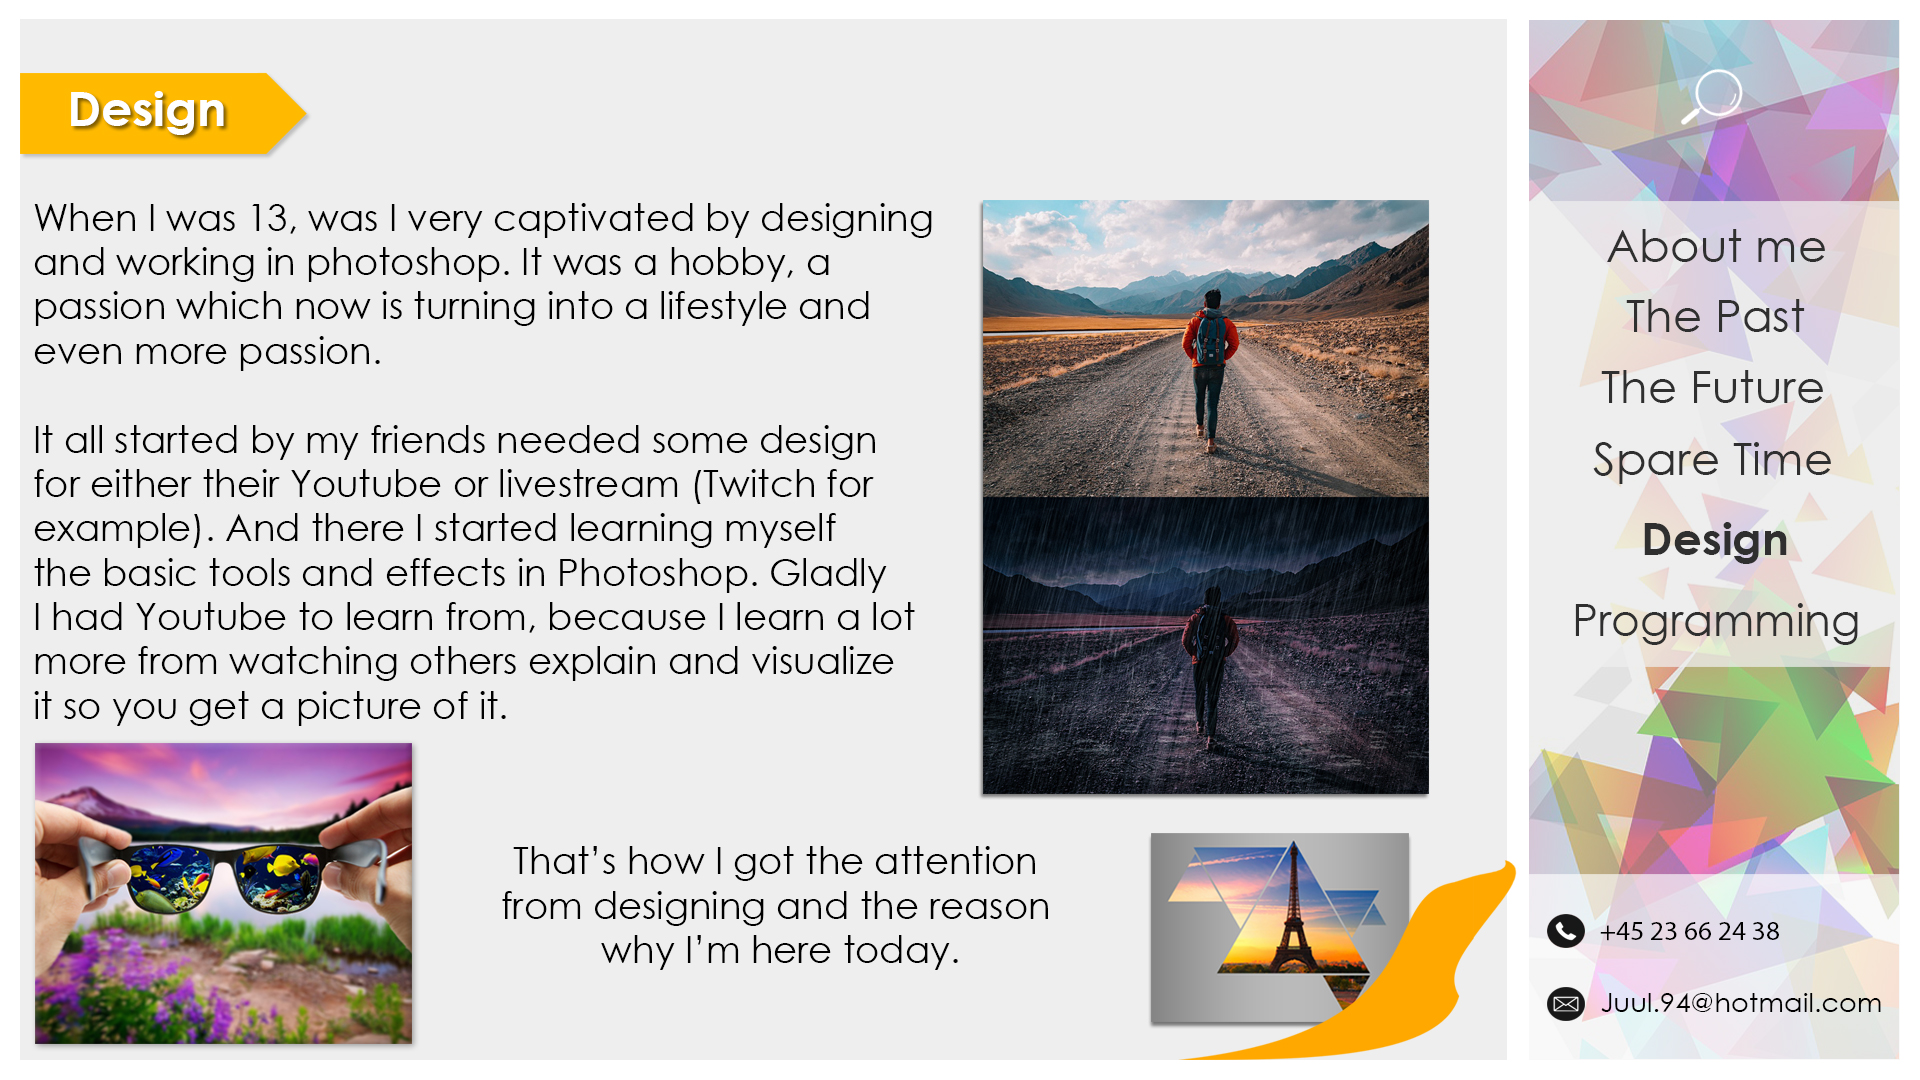 Design
When I was 13, was I very captivated by designing
and working in photoshop. It was a hobby, a
passion which now is turning into a lifestyle and
even more passion.
It all started by my friends needed some design
for either their Youtube or livestream (Twitch for
example). And there I started learning myself
the basic tools and effects in Photoshop. Gladly
I had Youtube to learn from, because I learn a lot
more from watching others explain and visualize
it so you get a picture of it.
That’s how I got the attention
from designing and the reason
why I’m here today.
About me
The Past
The Future
Spare Time
Design
Programming
+45 23 66 24 38
Juul.94@hotmail.com